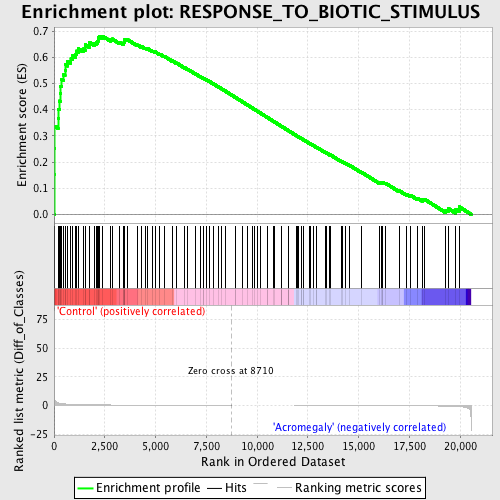 Enrichment plot: RESPONSE_TO_BIOTIC_STIMULUS
Enrichment score (ES)
0.7
0.6
0.5
0.4
0.3
0.2
0.1
0.0
'Control' (positively correlated)
Ranked list metric (Diff_of_Classes)
75
50
25
0
-25
Zero cross at 8710
'Acromegaly' (negatively correlated)
0
2,500
5,000
7,500
10,000
12,500
15,000
17,500
20,000
Rank in Ordered Dataset
Enrichment profile
Hits
Ranking metric scores